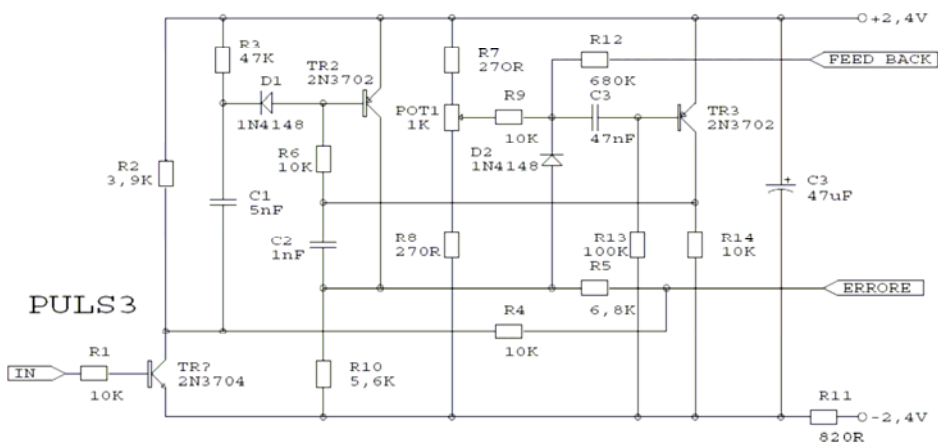 +2,4V
R3
47K
R7
270R
R12
680K
FEED BACK
D1
1N4148
TR2
2N3702
POT1
1K
R9
10K
C3
47nF
TR3
2N3702
R2
3,9K
R6
10K
D2
1N4148
C1
5nF
C3
47uF
C2
1nF
R8
270R
R13
100K
R14
10K
R5
6,8K
ERRORE
PULS3
R4
10K
IN
R1
10K
TR?
2N3704
R10
5,6K
R11
820R
-2,4V
+